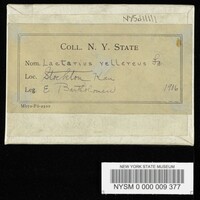 COLL. N. Y. STATE
Nom. Lactarius vellereus Fr.
Loc. Stockton Kan
Leg. E. Bartholomew 1916
NEW YORK STATE MUSEUM
NYSM 0 000 009 377